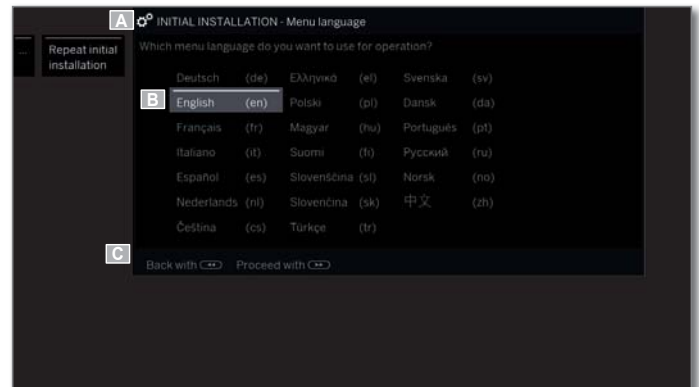 A INITIAL INSTALLATION - Menu language
... Repeat initial installation
Which menu language do you want to use for operation?
Deutsch (de) Ελληνικά (el) Svenska (sv)
B English (en) Polski (pl) Dansk (da)
Français (fr) Magyar (hu) Português (pt)
Italiano (it) Suomi (fi) Русский (ru)
Español (es) Slovenščina (sl) Norsk (no)
Nederlands (nl) Slovenčina (sk) 中文 (zh)
Čeština (cs) Türkçe (tr)
C
Back with ◂◂ Proceed with ▸▸